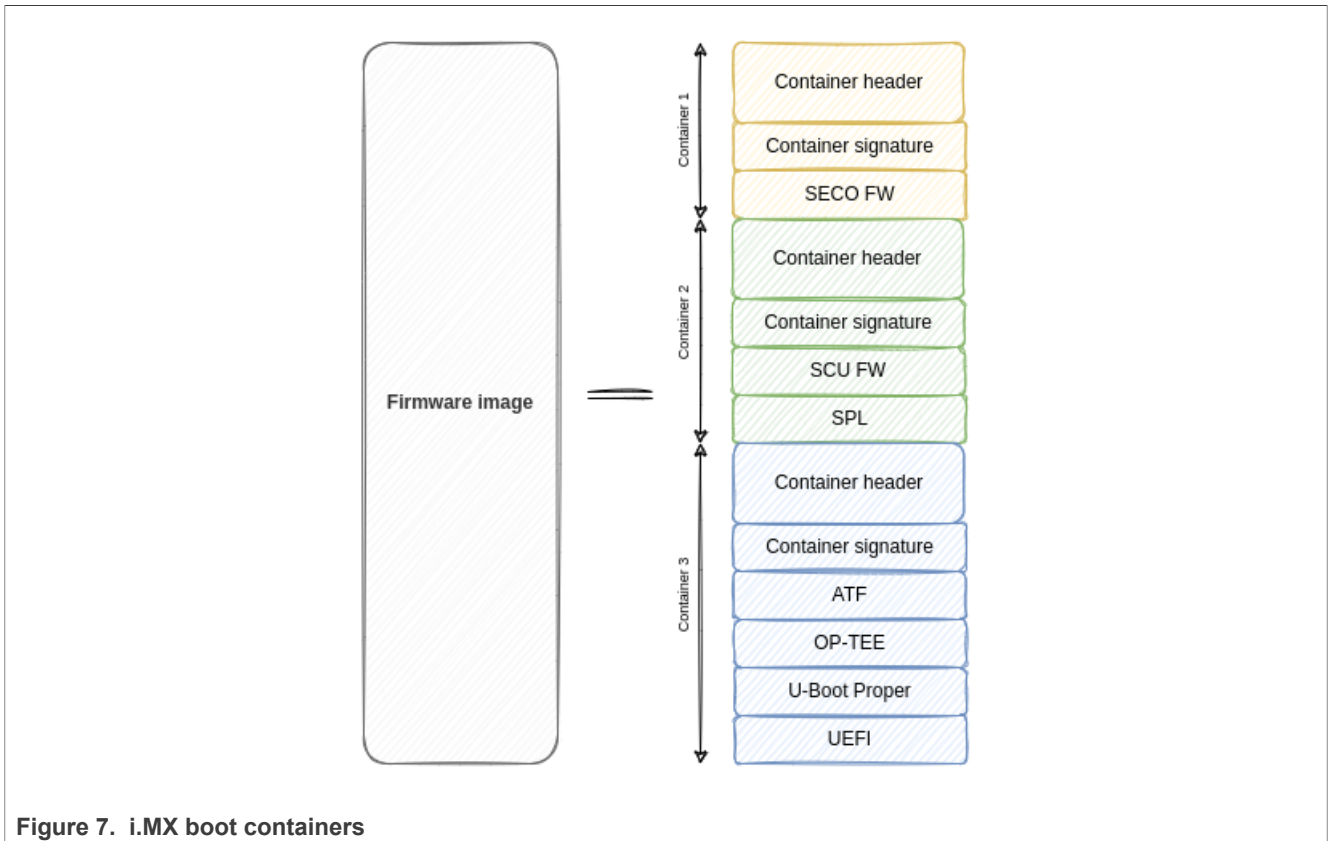 Firmware image
Container 1
Container header
Container signature
SECO FW
Container 2
Container header
Container signature
SCU FW
SPL
Container 3
Container header
Container signature
ATF
OP-TEE
U-Boot Proper
UEFI
Figure 7. i.MX boot containers